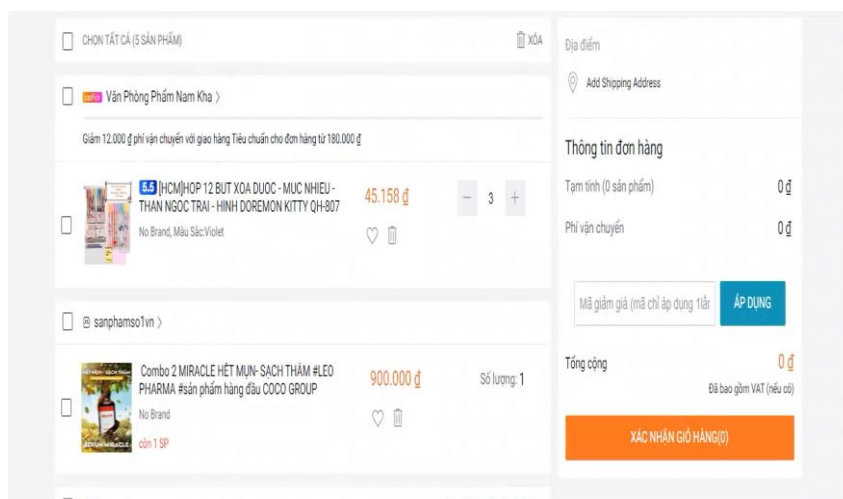 CHỌN TẤT CẢ (5 SẢN PHẨM)
XÓA
Văn Phòng Phẩm Nam Kha >
Giảm 12.000 ₫ phí vận chuyển với giao hàng Tiêu chuẩn cho đơn hàng từ 180.000 ₫
5.5 [HCM]HOP 12 BUT XOA DUOC - MUC NHIEU -
THAN NGOC TRAI - HINH DOREMON KITTY QH-807
No Brand, Màu Sắc:Violet
45.158 ₫
− 3 +
sanphamso1vn >
Combo 2 MIRACLE HẾT MỤN- SẠCH THÂM #LEO
PHARMA #sản phẩm hàng đầu COCO GROUP
No Brand
còn 1 SP
900.000 ₫
Số lượng: 1
Địa điểm
Add Shipping Address
Thông tin đơn hàng
Tạm tính (0 sản phẩm)
0 ₫
Phí vận chuyển
0 ₫
Mã giảm giá (mã chỉ áp dụng 1lần
ÁP DỤNG
Tổng cộng
0 ₫
Đã bao gồm VAT (nếu có)
XÁC NHẬN GIỎ HÀNG(0)